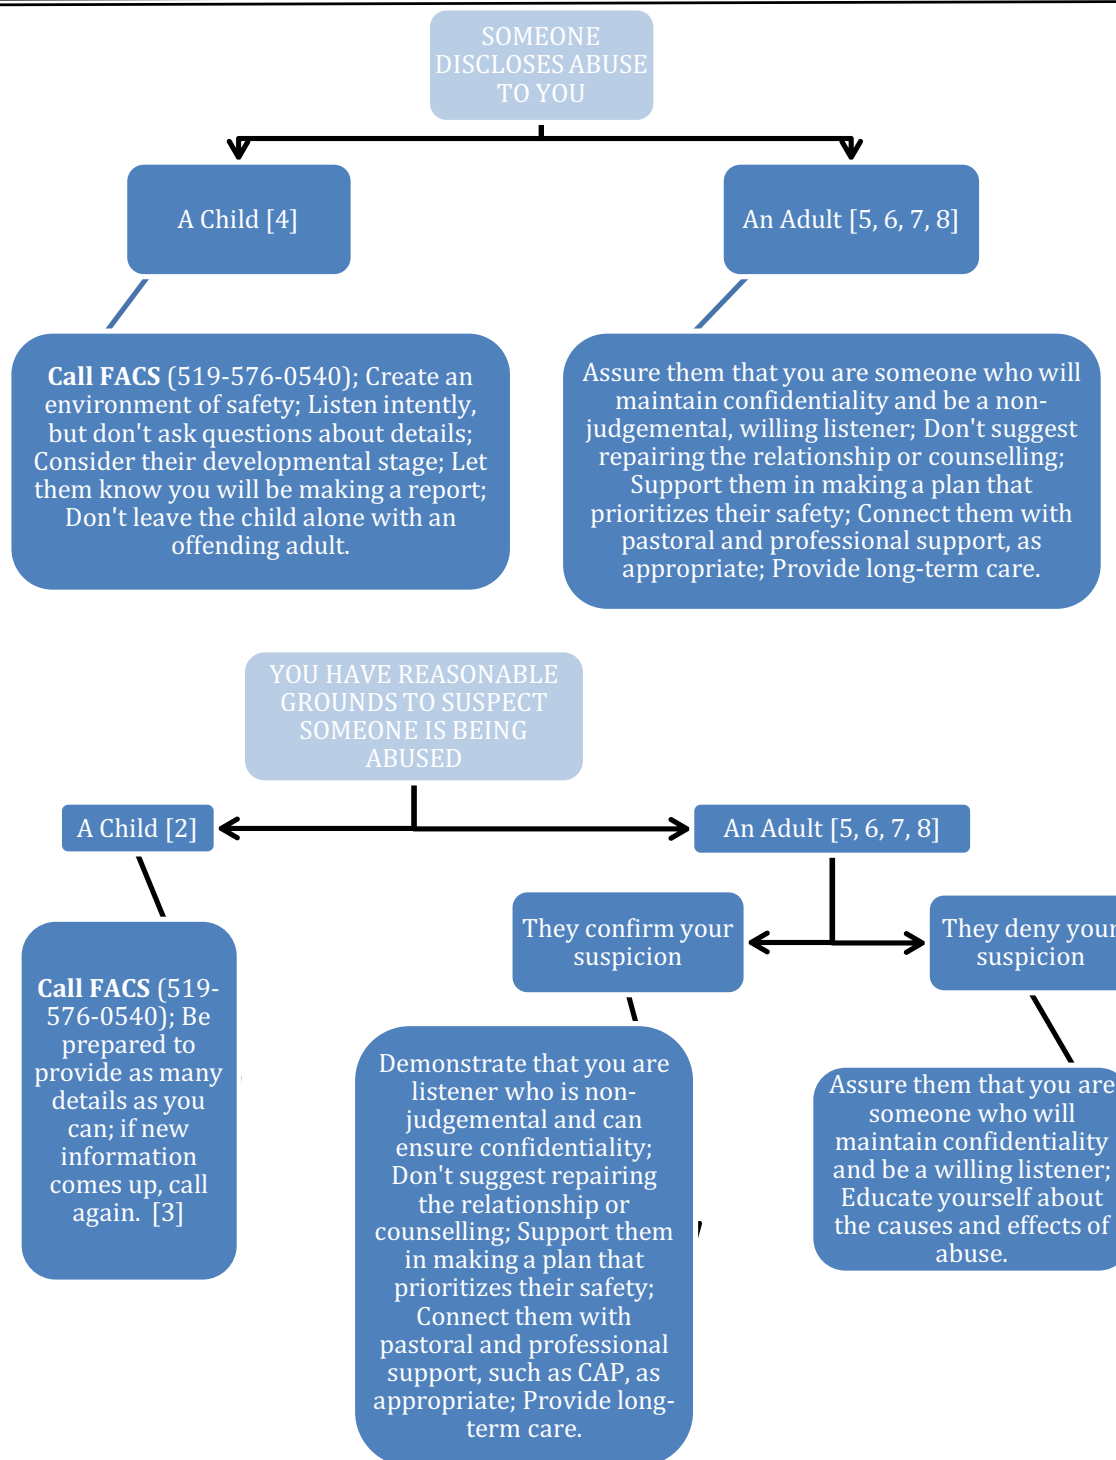 SOMEONE
DISCLOSES ABUSE
TO YOU
A Child [4]
An Adult [5, 6, 7, 8]
Call FACS (519-576-0540); Create an
environment of safety; Listen intently,
but don't ask questions about details;
Consider their developmental stage; Let
them know you will be making a report;
Don't leave the child alone with an
offending adult.
Assure them that you are someone who will
maintain confidentiality and be a non-
judgemental, willing listener; Don't suggest
repairing the relationship or counselling;
Support them in making a plan that
prioritizes their safety; Connect them with
pastoral and professional support, as
appropriate; Provide long-term care.
YOU HAVE REASONABLE
GROUNDS TO SUSPECT
SOMEONE IS BEING
ABUSED
A Child [2]
An Adult [5, 6, 7, 8]
They confirm your
suspicion
They deny your
suspicion
Call FACS (519-
576-0540); Be
prepared to
provide as many
details as you
can; if new
information
comes up, call
again. [3]
Demonstrate that you are
listener who is non-
judgemental and can
ensure confidentiality;
Don't suggest repairing
the relationship or
counselling; Support them
in making a plan that
prioritizes their safety;
Connect them with
pastoral and professional
support, such as CAP, as
appropriate; Provide long-
term care.
Assure them that you are
someone who will
maintain confidentiality
and be a willing listener;
Educate yourself about
the causes and effects of
abuse.